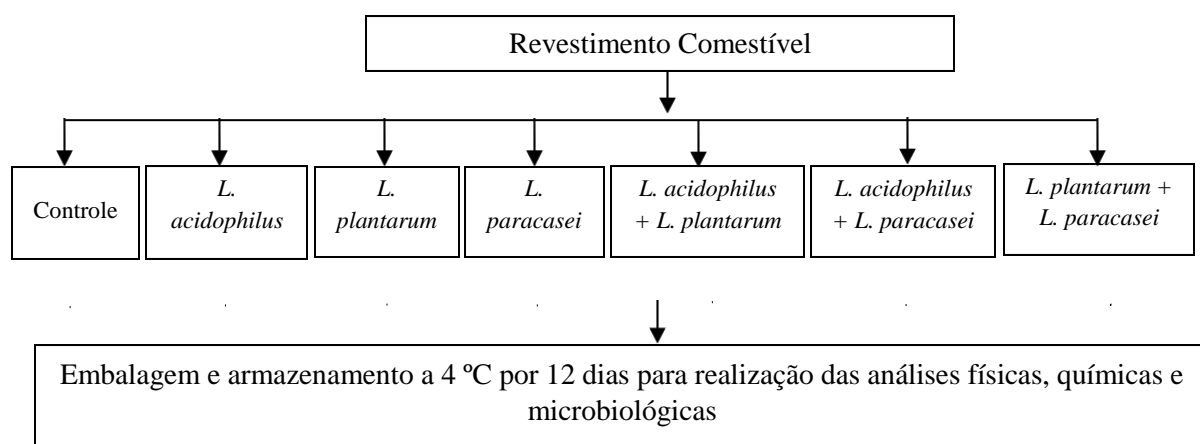 Revestimento Comestível
Controle
L.
acidophilus
L.
plantarum
L.
paracasei
L. acidophilus
+ L. plantarum
L. acidophilus
+ L. paracasei
L. plantarum +
L. paracasei
Embalagem e armazenamento a 4 ºC por 12 dias para realização das análises físicas, químicas e
microbiológicas